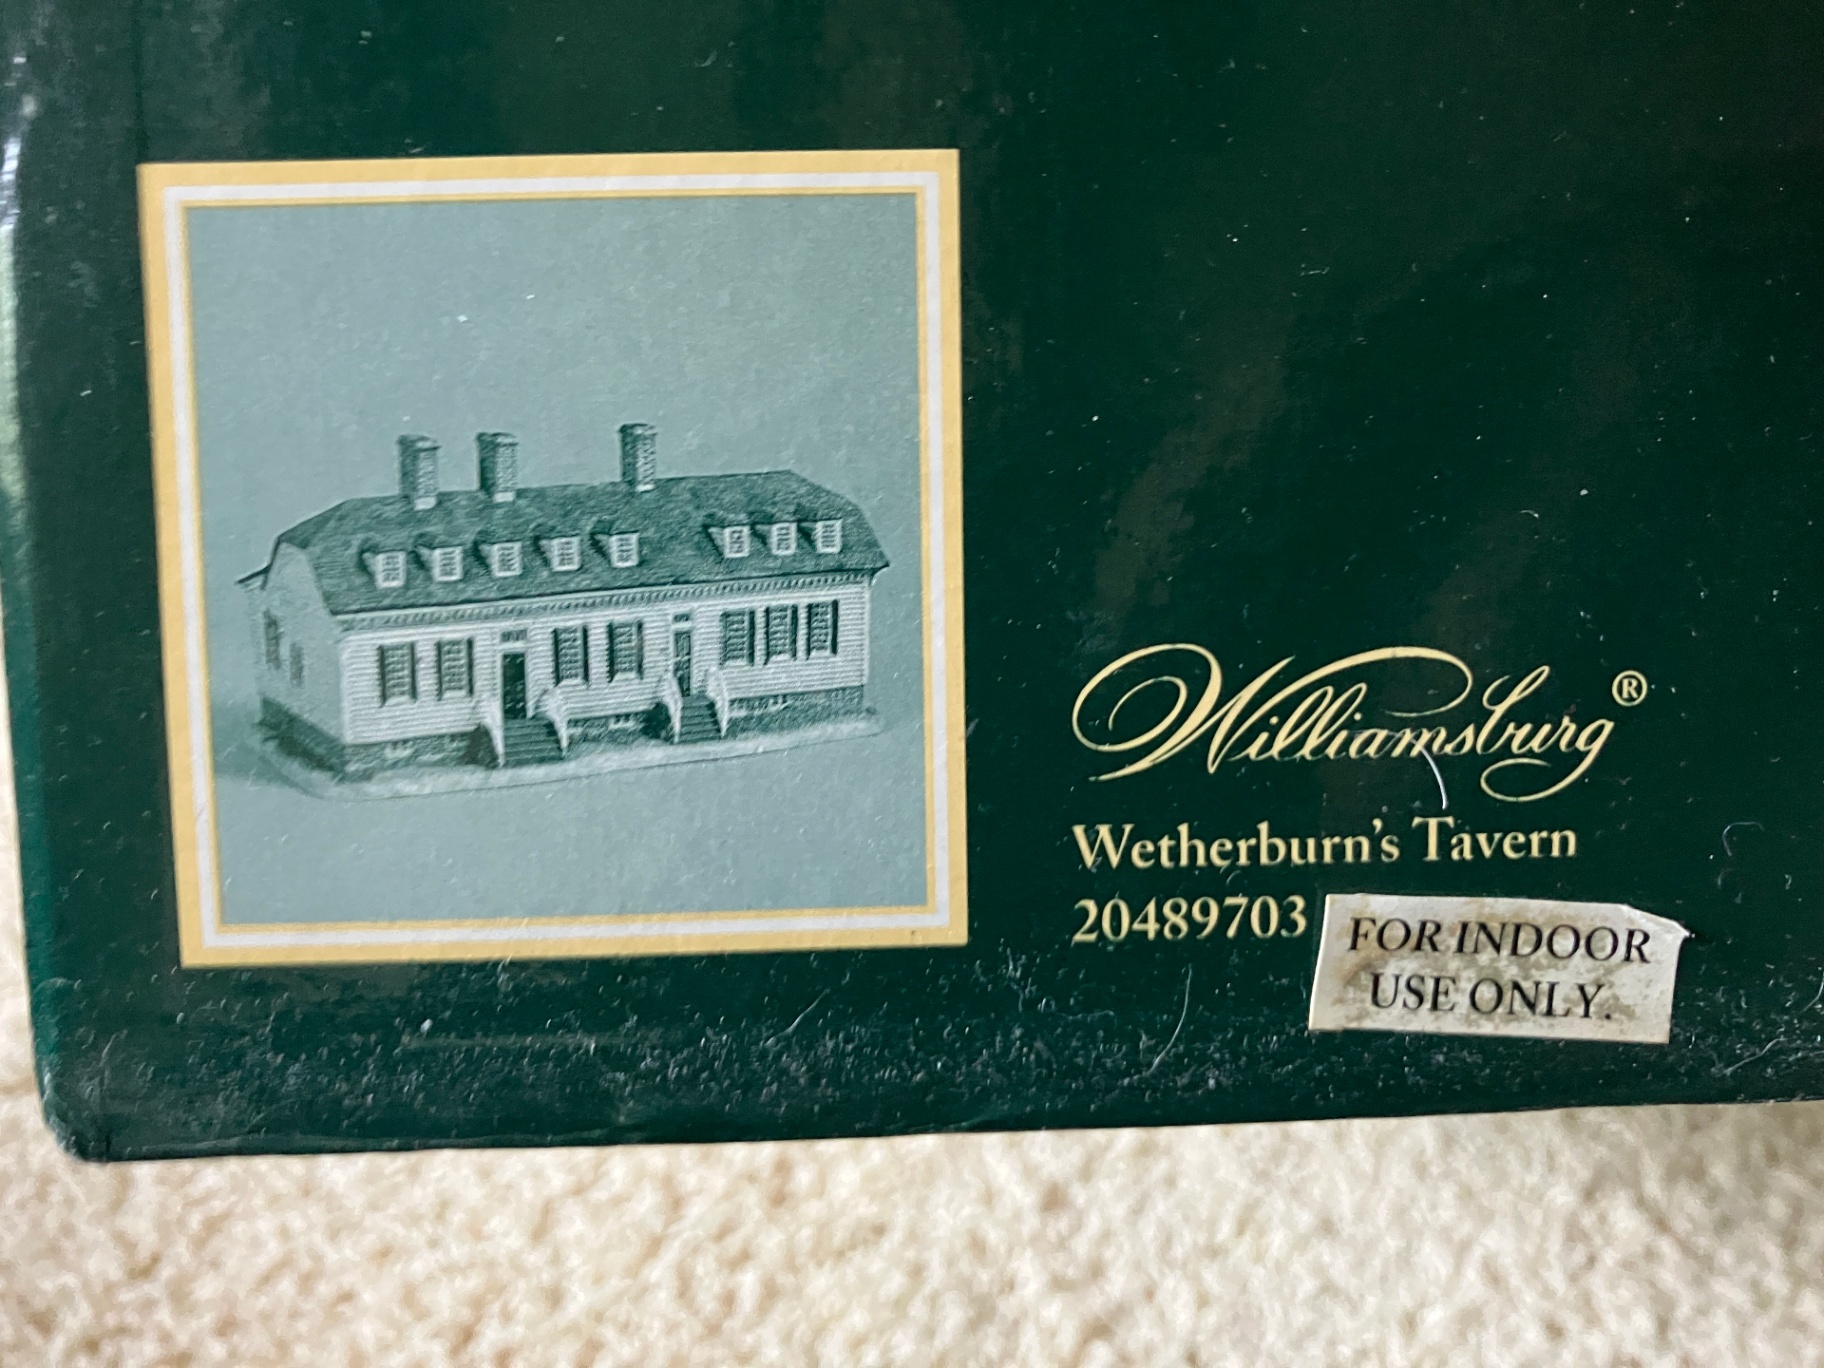 Williamsburg®
Wetherburn's Tavern
20489703
FOR INDOOR
USE ONLY.